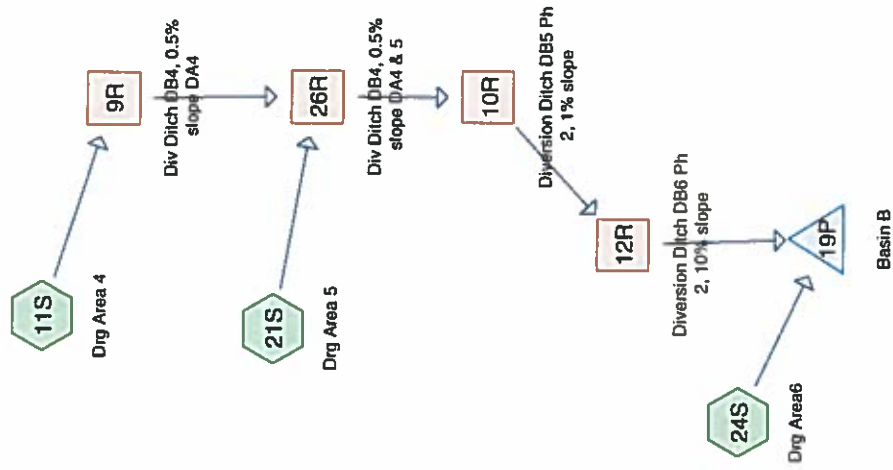 11S
Drg Area 4
9R
Div Ditch DB4, 0.5%
slope DA4
21S
Drg Area 5
26R
Div Ditch DB4, 0.5%
slope DA4 & 5
10R
Diversion Ditch DB5 Ph
2, 1% slope
12R
Diversion Ditch DB6 Ph
2, 10% slope
24S
Drg Area6
19P
Basin B